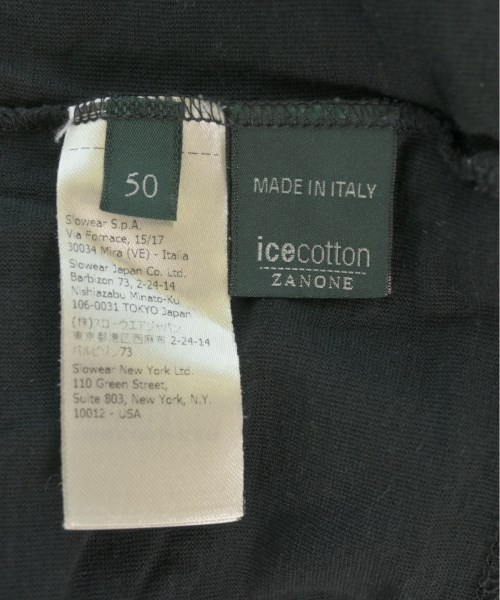 50
Slowear S.p.A.
Via Fornace, 15/17
30034 Mira (VE) - Italia
Slowear Japan Co. Ltd.
Barbizon 73, 2-24-14
Nishiazabu Minato-Ku
106-0031 TOKYO Japan
(株)スローウエアジャパン
東京都港区西麻布 2-24-14
バルビゾン73
Slowear New York Ltd.
110 Green Street,
Suite 803, New York, N.Y.
10012 - USA
MADE IN ITALY
icecotton
ZANONE